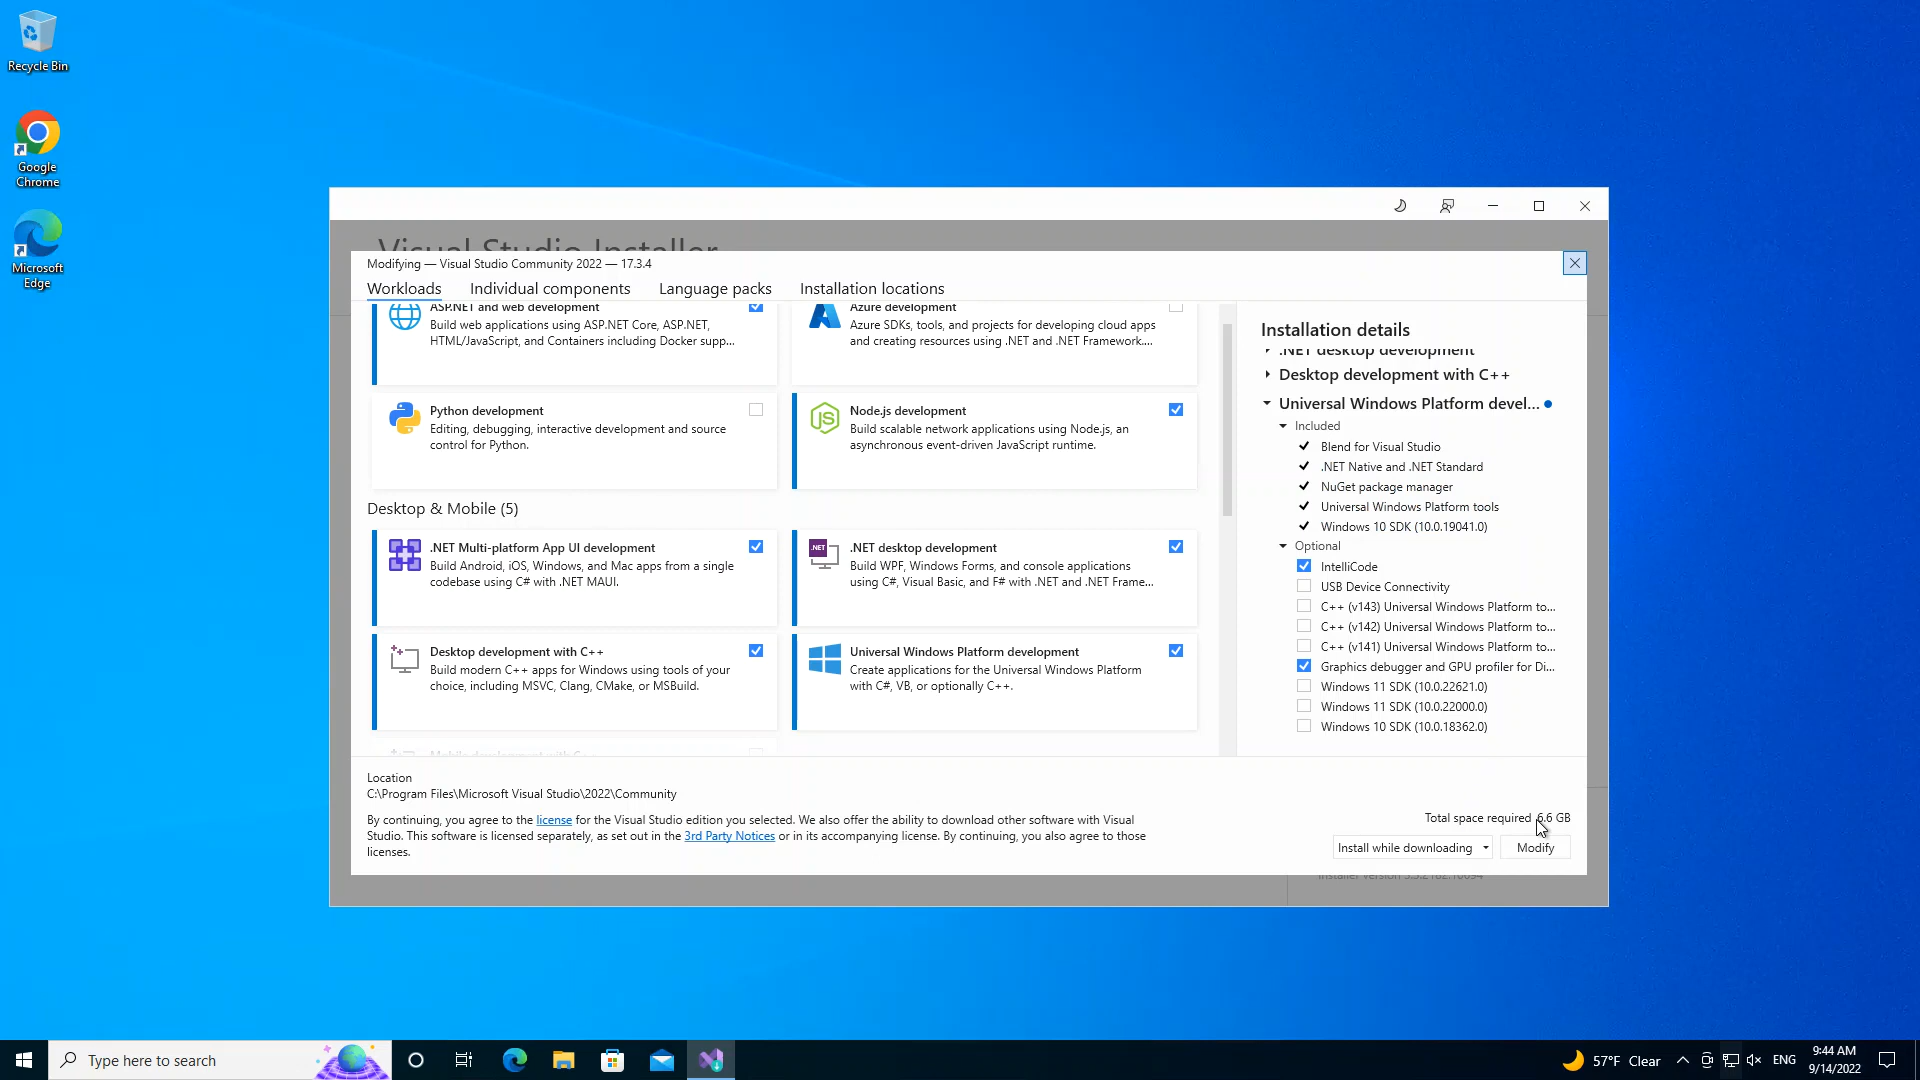 Recycle Bin
Google
Chrome
Microsoft
Edge
Visual Studio Installer
Modifying — Visual Studio Community 2022 — 17.3.4
Workloads
Individual components
Language packs
Installation locations
ASP.NET and web development
Build web applications using ASP.NET Core, ASP.NET,
HTML/JavaScript, and Containers including Docker supp...
Azure development
Azure SDKs, tools, and projects for developing cloud apps
and creating resources using .NET and .NET Framework....
Python development
Editing, debugging, interactive development and source
control for Python.
Node.js development
Build scalable network applications using Node.js, an
asynchronous event-driven JavaScript runtime.
Desktop & Mobile (5)
.NET Multi-platform App UI development
Build Android, iOS, Windows, and Mac apps from a single
codebase using C# with .NET MAUI.
.NET desktop development
Build WPF, Windows Forms, and console applications
using C#, Visual Basic, and F# with .NET and .NET Frame...
Desktop development with C++
Build modern C++ apps for Windows using tools of your
choice, including MSVC, Clang, CMake, or MSBuild.
Universal Windows Platform development
Create applications for the Universal Windows Platform
with C#, VB, or optionally C++.
Mobile development with C++
Installation details
.NET desktop development
Desktop development with C++
Universal Windows Platform devel...
Included
Blend for Visual Studio
.NET Native and .NET Standard
NuGet package manager
Universal Windows Platform tools
Windows 10 SDK (10.0.19041.0)
Optional
IntelliCode
USB Device Connectivity
C++ (v143) Universal Windows Platform to...
C++ (v142) Universal Windows Platform to...
C++ (v141) Universal Windows Platform to...
Graphics debugger and GPU profiler for Di...
Windows 11 SDK (10.0.22621.0)
Windows 11 SDK (10.0.22000.0)
Windows 10 SDK (10.0.18362.0)
Location
C:\Program Files\Microsoft Visual Studio\2022\Community
By continuing, you agree to the license for the Visual Studio edition you selected. We also offer the ability to download other software with Visual
Studio. This software is licensed separately, as set out in the 3rd Party Notices or in its accompanying license. By continuing, you also agree to those
licenses.
Total space required 6.6 GB
Install while downloading
Modify
Installer version
Type here to search
57°F Clear
ENG
9:44 AM
9/14/2022